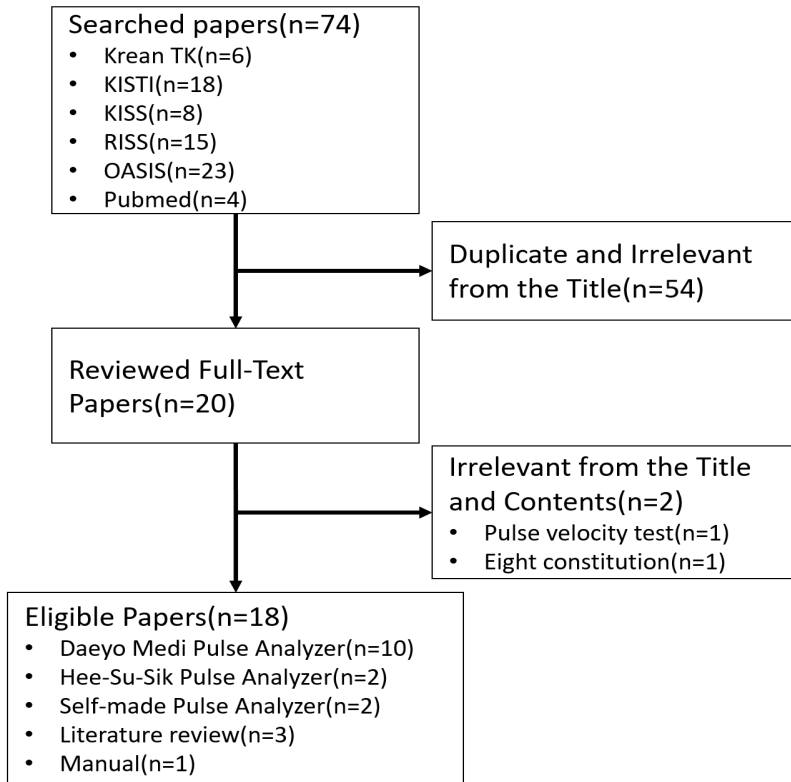 Searched papers(n=74)
• Krean TK(n=6)
• KISTI(n=18)
• KISS(n=8)
• RISS(n=15)
• OASIS(n=23)
• Pubmed(n=4)
Duplicate and Irrelevant
from the Title(n=54)
Reviewed Full-Text
Papers(n=20)
Irrelevant from the Title
and Contents(n=2)
• Pulse velocity test(n=1)
• Eight constitution(n=1)
Eligible Papers(n=18)
• Daeyo Medi Pulse Analyzer(n=10)
• Hee-Su-Sik Pulse Analyzer(n=2)
• Self-made Pulse Analyzer(n=2)
• Literature review(n=3)
• Manual(n=1)